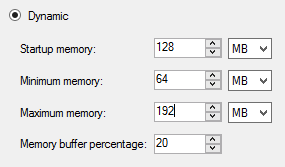 Dynamic
Startup memory: 128 MB
Minimum memory: 64 MB
Maximum memory: 192 MB
Memory buffer percentage: 20